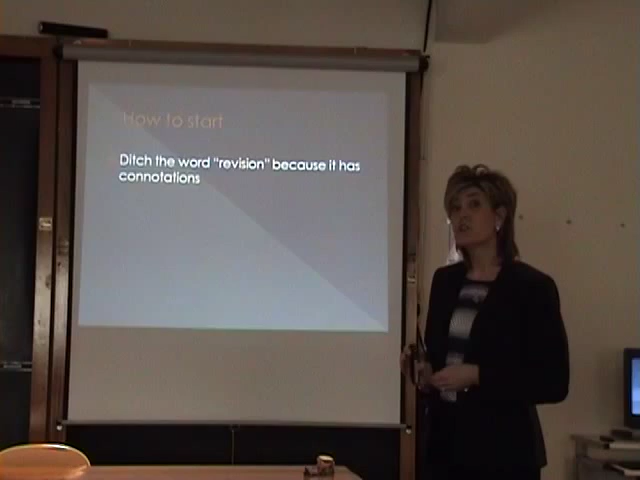 How to start
Ditch the word "revision" because it has
connotations